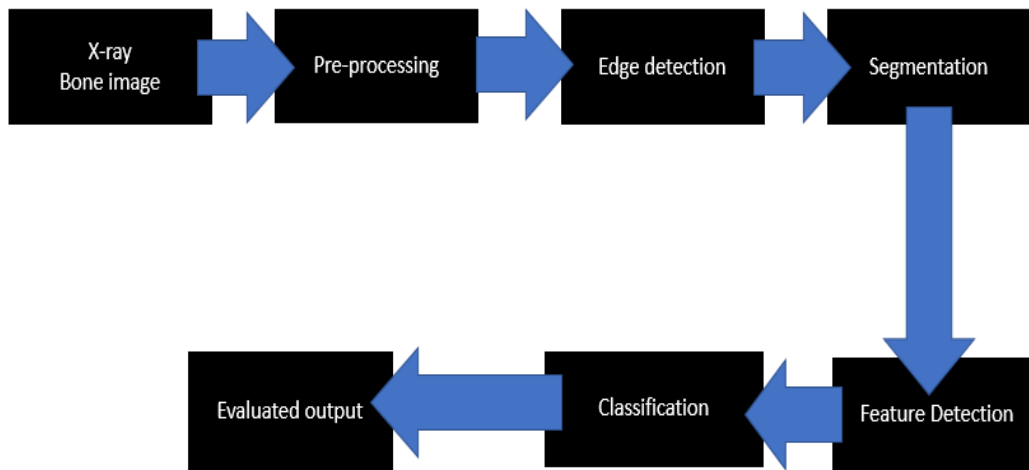 X-ray
Bone image
Pre-processing
Edge detection
Segmentation
Feature Detection
Classification
Evaluated output